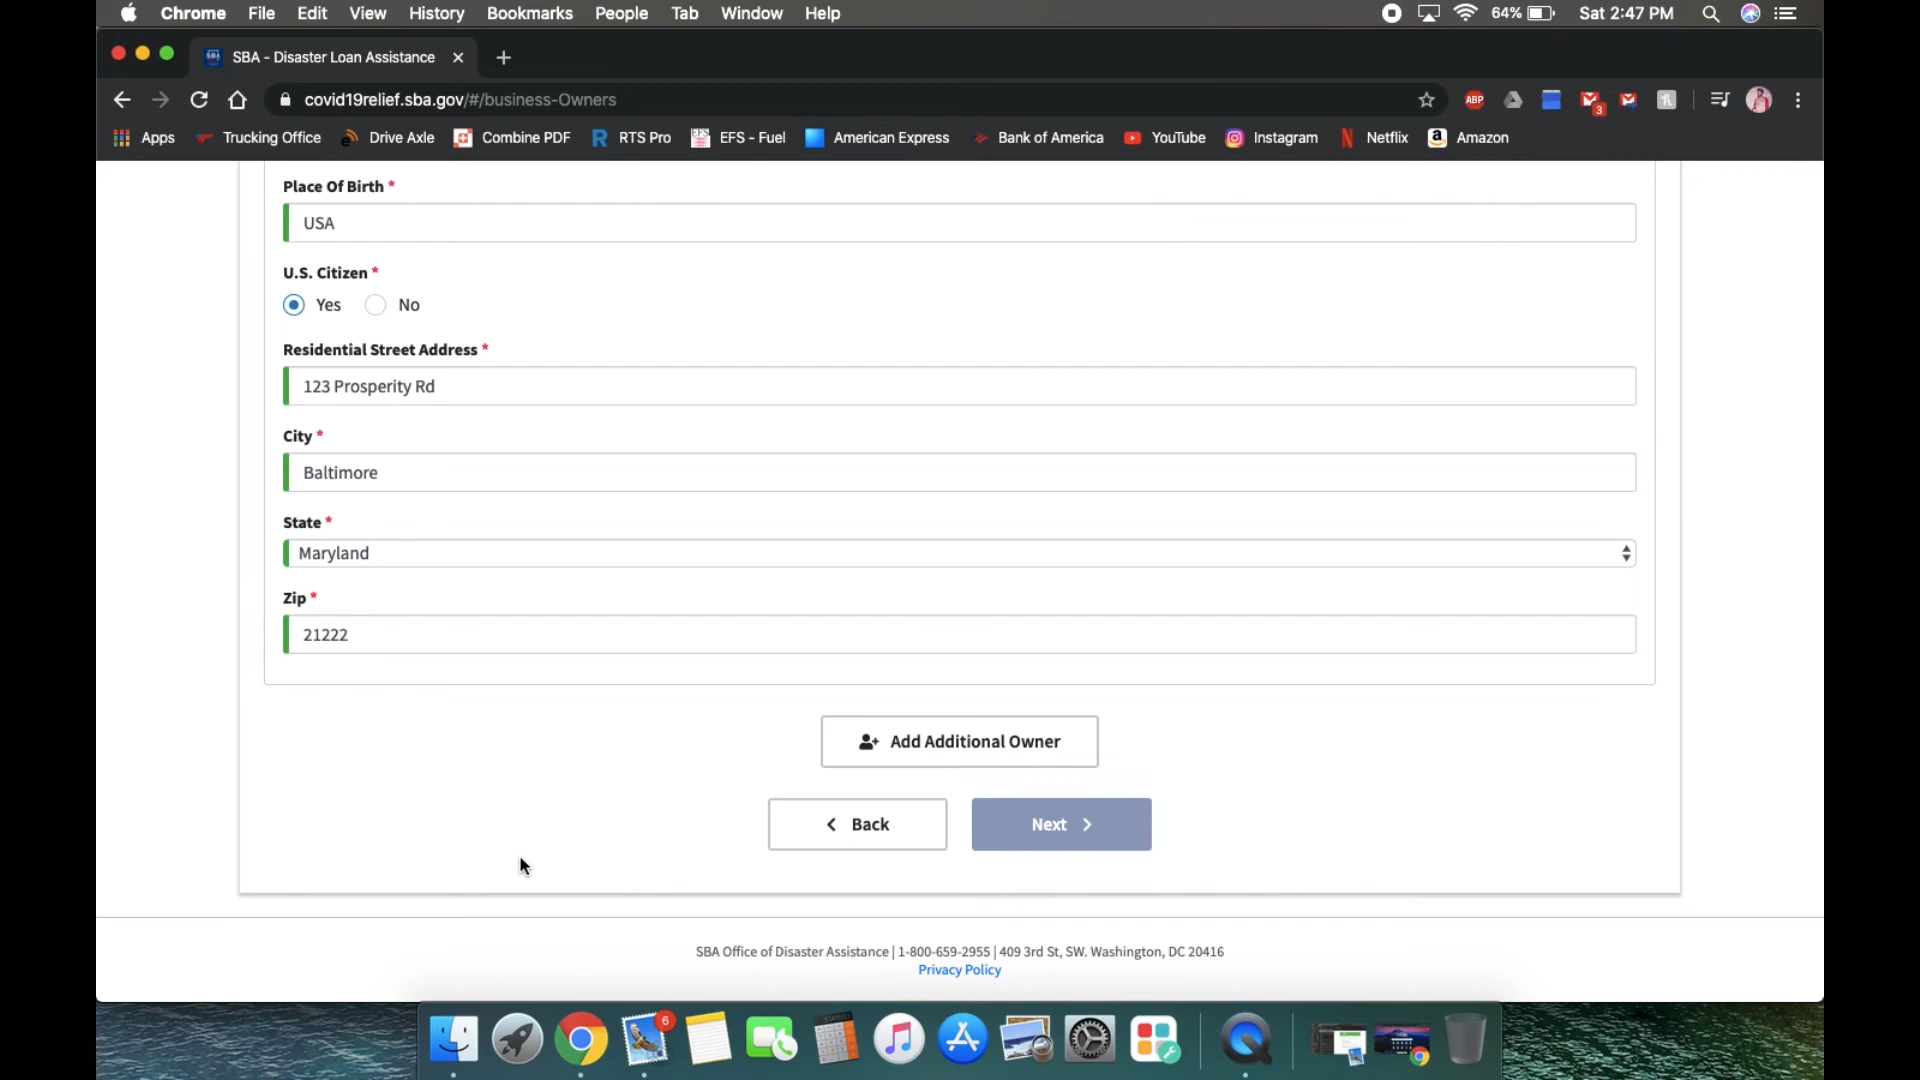 Chrome File Edit View History Bookmarks People Tab Window Help 64% Sat 2:47 PM
SBA - Disaster Loan Assistance
covid19relief.sba.gov/#/business-Owners ABP 3
Apps Trucking Office Drive Axle Combine PDF R RTS Pro EFS EFS - Fuel American Express Bank of America YouTube Instagram Netflix a Amazon
Place Of Birth *
USA
U.S. Citizen *
Yes No
Residential Street Address *
123 Prosperity Rd
City *
Baltimore
State *
Maryland
Zip *
21222
Add Additional Owner
Back Next
SBA Office of Disaster Assistance | 1-800-659-2955 | 409 3rd St, SW. Washington, DC 20416
Privacy Policy
6